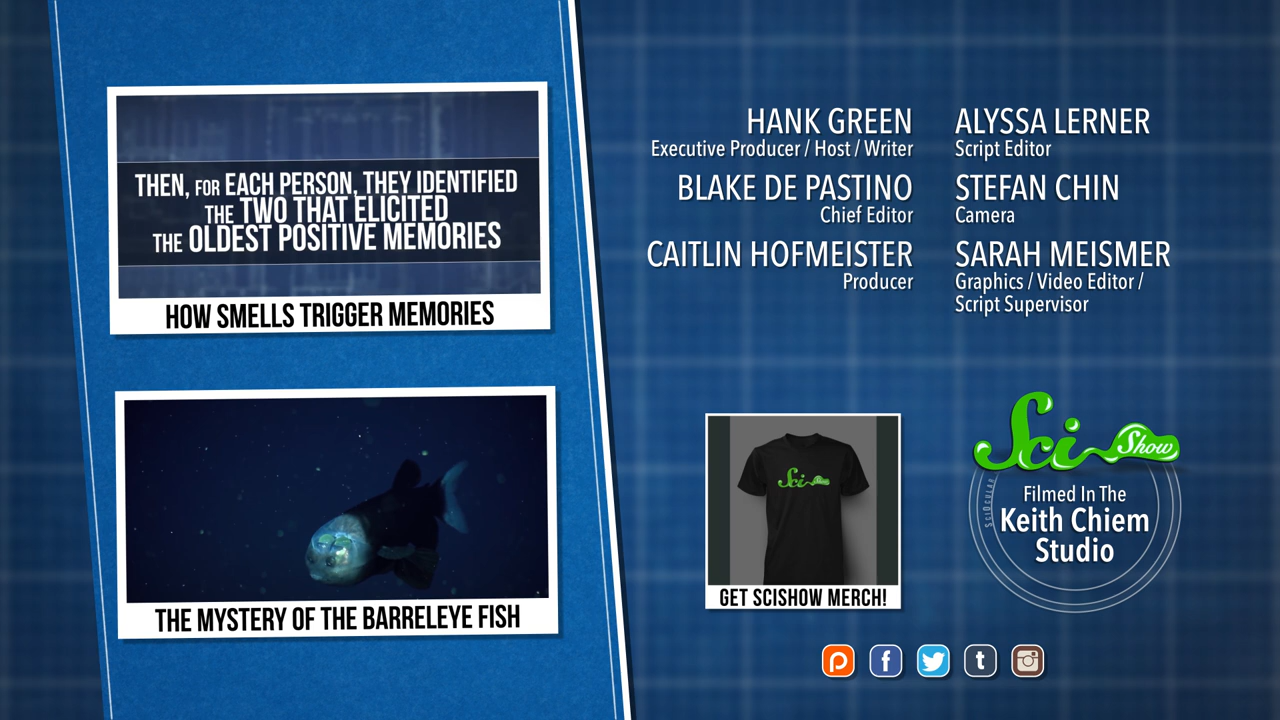 THEN, FOR EACH PERSON, THEY IDENTIFIED
THE TWO THAT ELICITED
THE OLDEST POSITIVE MEMORIES
HOW SMELLS TRIGGER MEMORIES
THE MYSTERY OF THE BARRELEYE FISH
HANK GREEN
Executive Producer / Host / Writer
BLAKE DE PASTINO
Chief Editor
CAITLIN HOFMEISTER
Producer
ALYSSA LERNER
Script Editor
STEFAN CHIN
Camera
SARAH MEISMER
Graphics / Video Editor /
Script Supervisor
Sci Show
GET SCISHOW MERCH!
Sci Show
SciOcular
Filmed In The
Keith Chiem
Studio